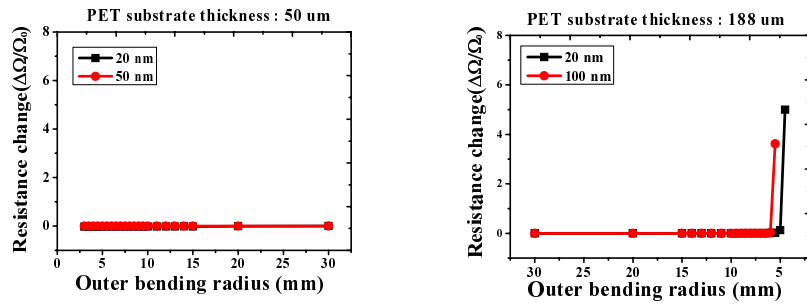 PET substrate thickness : 50 um
8
6
4
2
0
Resistance change(ΔΩ/Ω₀)
20 nm
50 nm
0 5 10 15 20 25 30
Outer bending radius (mm)
PET substrate thickness : 188 um
8
6
4
2
0
Resistance change(ΔΩ/Ω₀)
20 nm
100 nm
30 25 20 15 10 5
Outer bending radius (mm)